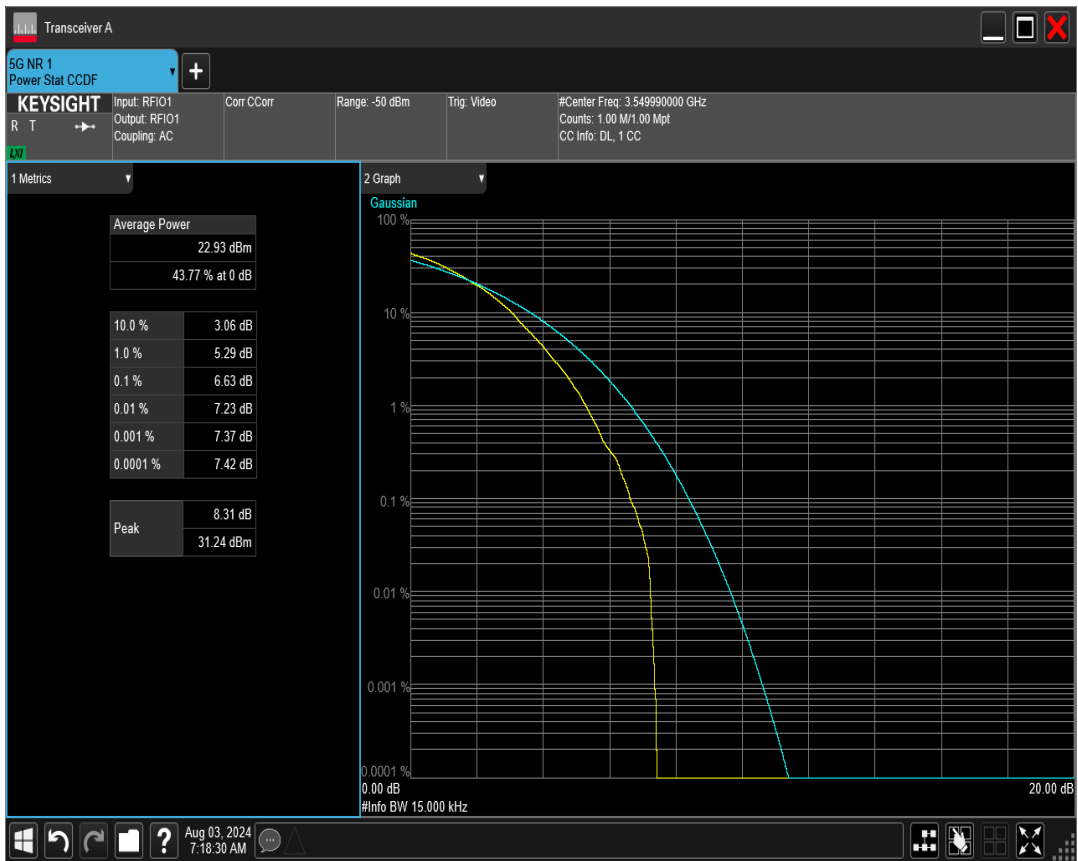 Transceiver A
5G NR 1
Power Stat CCDF
KEYSIGHT
R T
LXI
Input: RFIO1
Output: RFIO1
Coupling: AC
Corr CCorr
Range: -50 dBm
Trig: Video
#Center Freq: 3.549990000 GHz
Counts: 1.00 M/1.00 Mpt
CC Info: DL, 1 CC
1 Metrics
Average Power
22.93 dBm
43.77 % at 0 dB
10.0 % 3.06 dB
1.0 % 5.29 dB
0.1 % 6.63 dB
0.01 % 7.23 dB
0.001 % 7.37 dB
0.0001 % 7.42 dB
Peak
8.31 dB
31.24 dBm
2 Graph
Gaussian
100 %
10 %
1 %
0.1 %
0.01 %
0.001 %
0.0001 %
0.00 dB 20.00 dB
#Info BW 15.000 kHz
?
Aug 03, 2024
7:18:30 AM